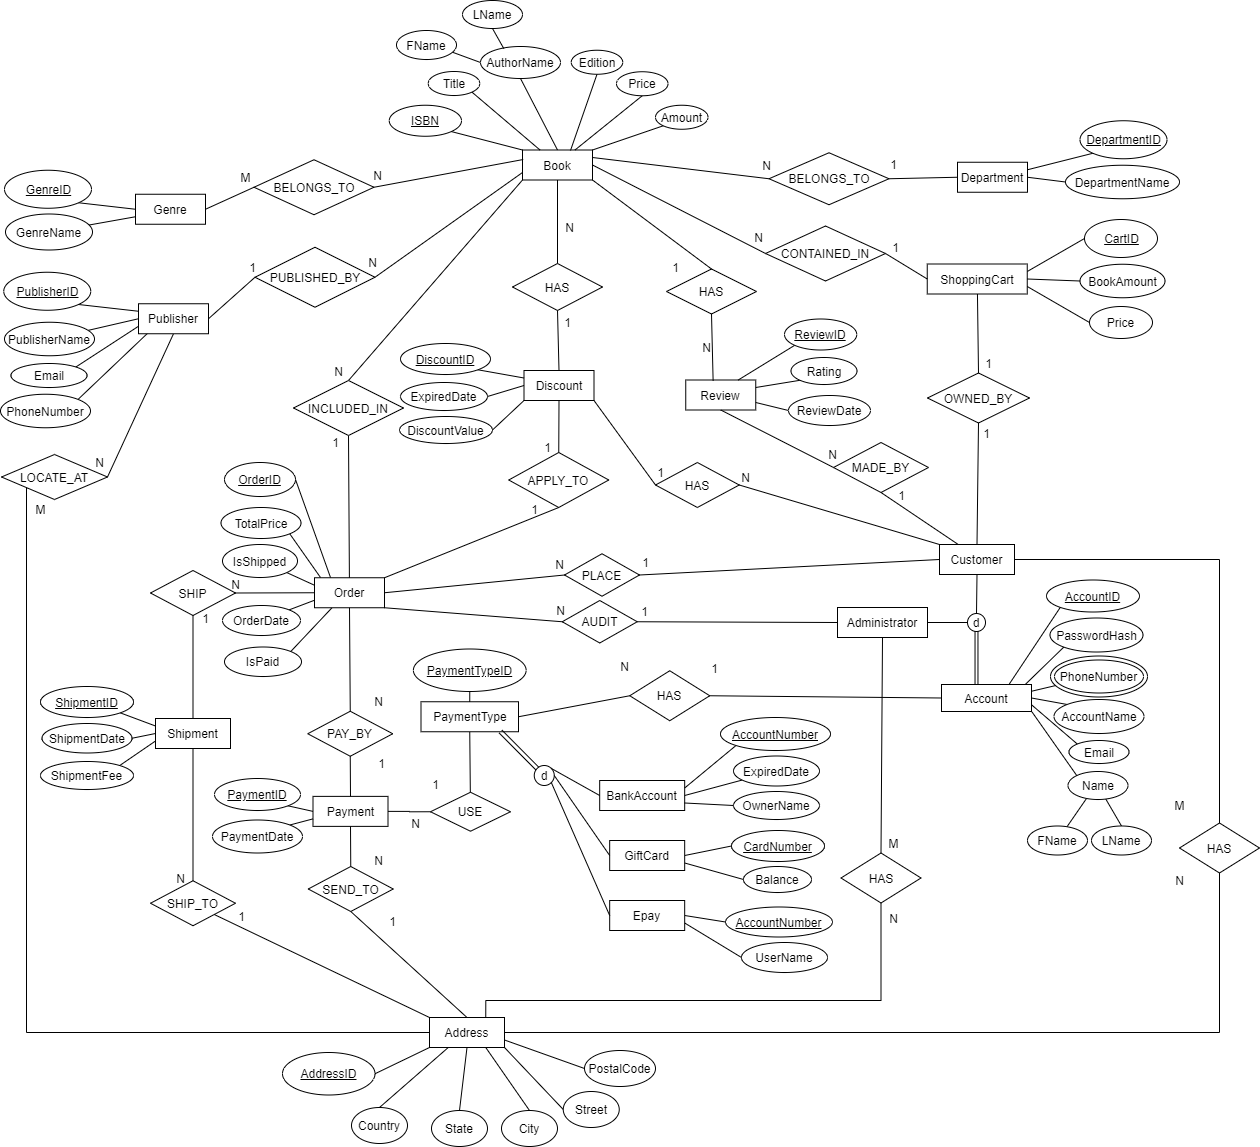 LName
FName
AuthorName
Edition
Title
Price
ISBN
Amount
Book
DepartmentID
DepartmentName
Department
BELONGS_TO
N
1
GenreID
GenreName
Genre
M
BELONGS_TO
N
PUBLISHED_BY
1
N
PublisherID
PublisherName
Email
PhoneNumber
Publisher
N
HAS
1
1
HAS
N
N
CONTAINED_IN
1
CartID
BookAmount
Price
ShoppingCart
ReviewID
Rating
ReviewDate
Review
DiscountID
ExpiredDate
DiscountValue
Discount
N
INCLUDED_IN
1
1
OWNED_BY
1
N
MADE_BY
1
LOCATE_AT
N
M
1
APPLY_TO
1
1
HAS
N
OrderID
TotalPrice
IsShipped
OrderDate
IsPaid
Order
SHIP
N
1
N
PLACE
1
Customer
N
AUDIT
1
Administrator
d
AccountID
PasswordHash
PhoneNumber
AccountName
Email
Name
FName
LName
Account
PaymentTypeID
PaymentType
N
HAS
1
ShipmentID
ShipmentDate
ShipmentFee
Shipment
N
PAY_BY
1
PaymentID
PaymentDate
Payment
1
USE
N
d
AccountNumber
ExpiredDate
OwnerName
BankAccount
CardNumber
Balance
GiftCard
AccountNumber
UserName
Epay
M
HAS
N
M
HAS
N
N
SEND_TO
1
N
SHIP_TO
1
Address
AddressID
Country
State
City
Street
PostalCode